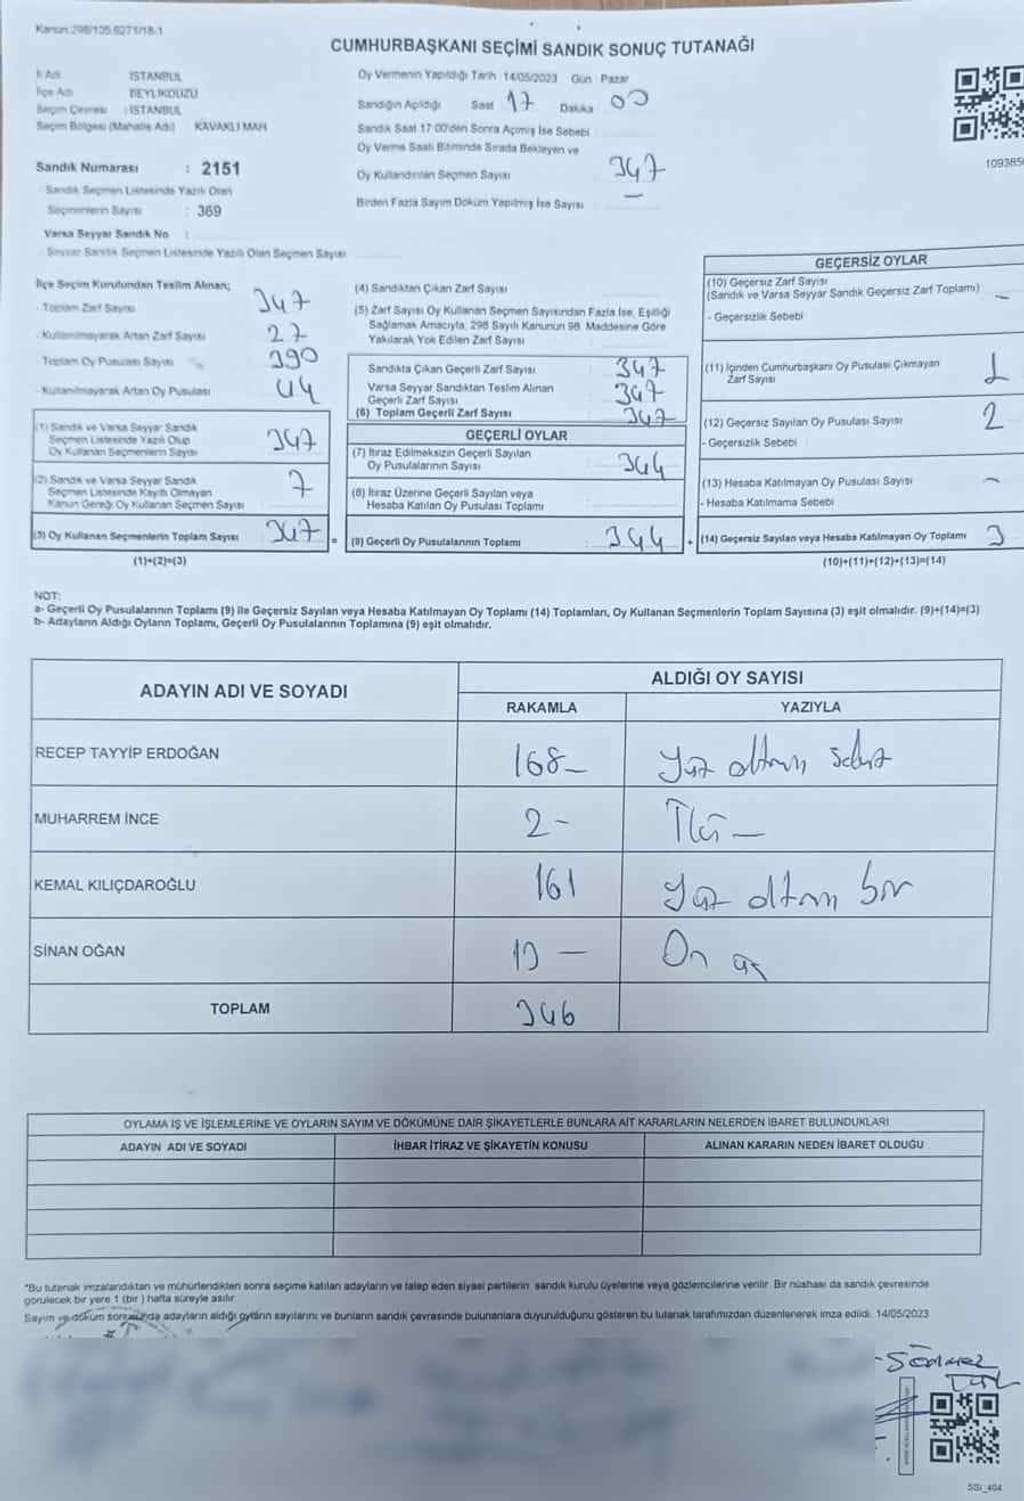 Kanun:298/105.6271/18-1
CUMHURBAŞKANI SEÇİMİ SANDIK SONUÇ TUTANAĞI
İl Adı : İSTANBUL
İlçe Adı : BEYLİKDÜZÜ
Seçim Çevresi : İSTANBUL
Seçim Bölgesi (Mahalle Adı) KAVAKLI MAH
Sandık Numarası : 2151
Sandık Seçmen Listesinde Yazılı Olan
Seçmenlerin Sayısı : 369
Varsa Seyyar Sandık No :
Seyyar Sandık Seçmen Listesinde Yazılı Olan Seçmen Sayısı
Oy Vermenin Yapıldığı Tarih : 14/05/2023 Gün : Pazar
Sandığın Açıldığı Saat 17 Dakika 00
Sandık Saat 17:00'den Sonra Açımış İse Sebebi
Oy Verme Saati Bitiminde Sırada Bekleyen ve
Oy Kullandırılan Seçmen Sayısı 347
Birden Fazla Sayım Döküm Yapılmış İse Sayısı —
109385
İlçe Seçim Kurulundan Teslim Alınan;
- Toplam Zarf Sayısı 347
- Kullanılmayarak Artan Zarf Sayısı 27
- Toplam Oy Pusulası Sayısı 390
- Kullanılmayarak Artan Oy Pusulası 44
(1) Sandık ve Varsa Seyyar Sandık
Seçmen Listesinde Yazılı Olup
Oy Kullanan Seçmenlerin Sayısı 347
(2) Sandık ve Varsa Seyyar Sandık
Seçmen Listesinde Kayıtlı Olmayan
Kanun Gereği Oy Kullanan Seçmen Sayısı 7
(3) Oy Kullanan Seçmenlerin Toplam Sayısı 347 =
(1)+(2)=(3)
(4) Sandıktan Çıkan Zarf Sayısı
(5) Zarf Sayısı Oy Kullanan Seçmen Sayısından Fazla İse, Eşitliği
Sağlamak Amacıyla, 298 Sayılı Kanunun 98. Maddesine Göre
Yakılarak Yok Edilen Zarf Sayısı
Sandıkta Çıkan Geçerli Zarf Sayısı 347
Varsa Seyyar Sandıktan Teslim Alınan
Geçerli Zarf Sayısı 347
(6) Toplam Geçerli Zarf Sayısı 347
GEÇERLİ OYLAR
(7) İtiraz Edilmeksizin Geçerli Sayılan
Oy Pusulalarının Sayısı 344
(8) İtiraz Üzerine Geçerli Sayılan veya
Hesaba Katılan Oy Pusulası Toplamı
(9) Geçerli Oy Pusulalarının Toplamı 344 +
GEÇERSİZ OYLAR
(10) Geçersiz Zarf Sayısı
(Sandık ve Varsa Seyyar Sandık Geçersiz Zarf Toplamı) —
- Geçersizlik Sebebi
(11) İçinden Cumhurbaşkanı Oy Pusulası Çıkmayan
Zarf Sayısı 1
(12) Geçersiz Sayılan Oy Pusulası Sayısı 2
- Geçersizlik Sebebi
(13) Hesaba Katılmayan Oy Pusulası Sayısı —
- Hesaba Katılmama Sebebi
(14) Geçersiz Sayılan veya Hesaba Katılmayan Oy Toplamı 3
(10)+(11)+(12)+(13)=(14)
NOT:
a- Geçerli Oy Pusulalarının Toplamı (9) ile Geçersiz Sayılan veya Hesaba Katılmayan Oy Toplamı (14) Toplamları, Oy Kullanan Seçmenlerin Toplam Sayısına (3) eşit olmalıdır. (9)+(14)=(3)
b- Adayların Aldığı Oyların Toplamı, Geçerli Oy Pusulalarının Toplamına (9) eşit olmalıdır.
ADAYIN ADI VE SOYADI
ALDIĞI OY SAYISI
RAKAMLA YAZIYLA
RECEP TAYYİP ERDOĞAN 168— Yüz altmış sekiz
MUHARREM İNCE 2- İki —
KEMAL KILIÇDAROĞLU 161 Yüz altmış bir
SİNAN OĞAN 13 — On üç
TOPLAM 346
OYLAMA İŞ VE İŞLEMLERİNE VE OYLARIN SAYIM VE DÖKÜMÜNE DAİR ŞİKAYETLERLE BUNLARA AİT KARARLARIN NELERDEN İBARET BULUNDUKLARI
ADAYIN ADI VE SOYADI İHBAR İTİRAZ VE ŞİKAYETİN KONUSU ALINAN KARARIN NEDEN İBARET OLDUĞU
*Bu tutanak imzalandıktan ve mühürlendikten sonra seçime katılan adayların ve talep eden siyasi partilerin sandık kurulu üyelerine veya gözlemcilerine verilir. Bir nüshası da sandık çevresinde
görülecek bir yere 1 (bir) hafta süreyle asılır.
Sayım ve döküm sonrasında adayların aldığı oyların sayılarını ve bunların sandık çevresinde bulunanlara duyurulduğunu gösteren bu tutanak tarafımızdan düzenlenerek imza edildi. 14/05/2023
Sönmez
SSİ_404